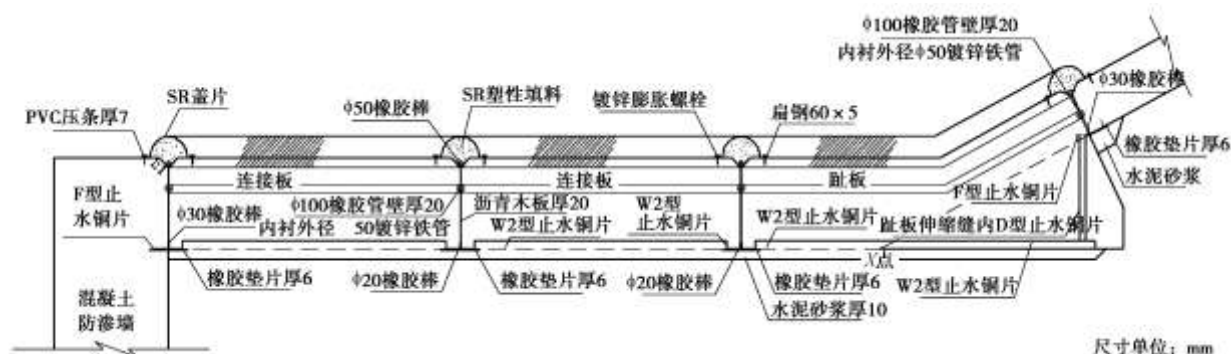 ϕ100橡胶管壁厚20
内衬外径ϕ50镀锌铁管
ϕ30橡胶棒
SR盖片
PVC压条厚7
ϕ50橡胶棒
SR塑性填料
镀锌膨胀螺栓
扁钢60×5
橡胶垫片厚6
水泥砂浆
连接板
连接板
趾板
F型止
水铜片
ϕ30橡胶棒
ϕ100橡胶管壁厚20
内衬外径 50镀锌铁管
沥青木板厚20
W2型止水铜片
W2型
止水铜片
W2型止水铜片
F型止水铜片
趾板伸缩缝内D型止水铜片
X点
橡胶垫片厚6
ϕ20橡胶棒
橡胶垫片厚6
ϕ20橡胶棒
橡胶垫片厚6
水泥砂浆厚10
W2型止水铜片
混凝土
防渗墙
尺寸单位：mm